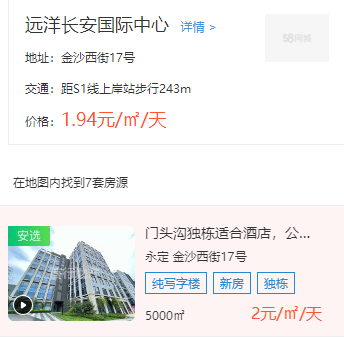 远洋长安国际中心 详情 >
58同城
地址：金沙西街17号
交通：距S1线上岸站步行243m
价格：1.94元/㎡/天
在地图内找到7套房源
安选
门头沟独栋适合酒店，公...
永定 金沙西街17号
纯写字楼 新房 独栋
5000㎡ 2元/㎡/天